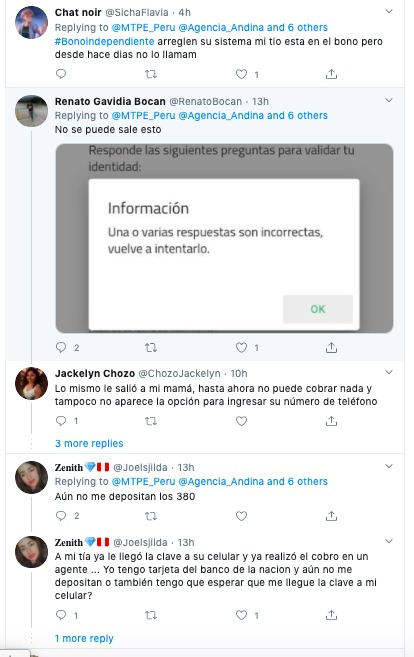 Chat noir @SichaFlavia · 4h
Replying to @MTPE_Peru @Agencia_Andina and 6 others
#Bonoindependiente arreglen su sistema mi tio esta en el bono pero
desde hace dias no lo llamam
1
Renato Gavidia Bocan @RenatoBocan · 13h
Replying to @MTPE_Peru @Agencia_Andina and 6 others
No se puede sale esto
Responde las siguientes preguntas para validar tu
identidad:
Información
Una o varias respuestas son incorrectas,
vuelve a intentarlo.
OK
2 1
Jackelyn Chozo @ChozoJackelyn · 10h
Lo mismo le salió a mi mamá, hasta ahora no puede cobrar nada y
tampoco no aparece la opción para ingresar su número de teléfono
1
3 more replies
Zenith💎🇵🇪 @Joelsjilda · 13h
Replying to @MTPE_Peru @Agencia_Andina and 6 others
Aún no me depositan los 380
2
Zenith💎🇵🇪 @Joelsjilda · 13h
A mi tía ya le llegó la clave a su celular y ya realizó el cobro en un
agente ... Yo tengo tarjeta del banco de la nacion y aún no me
depositan o también tengo que esperar que me llegue la clave a mi
celular?
1 1
1 more reply